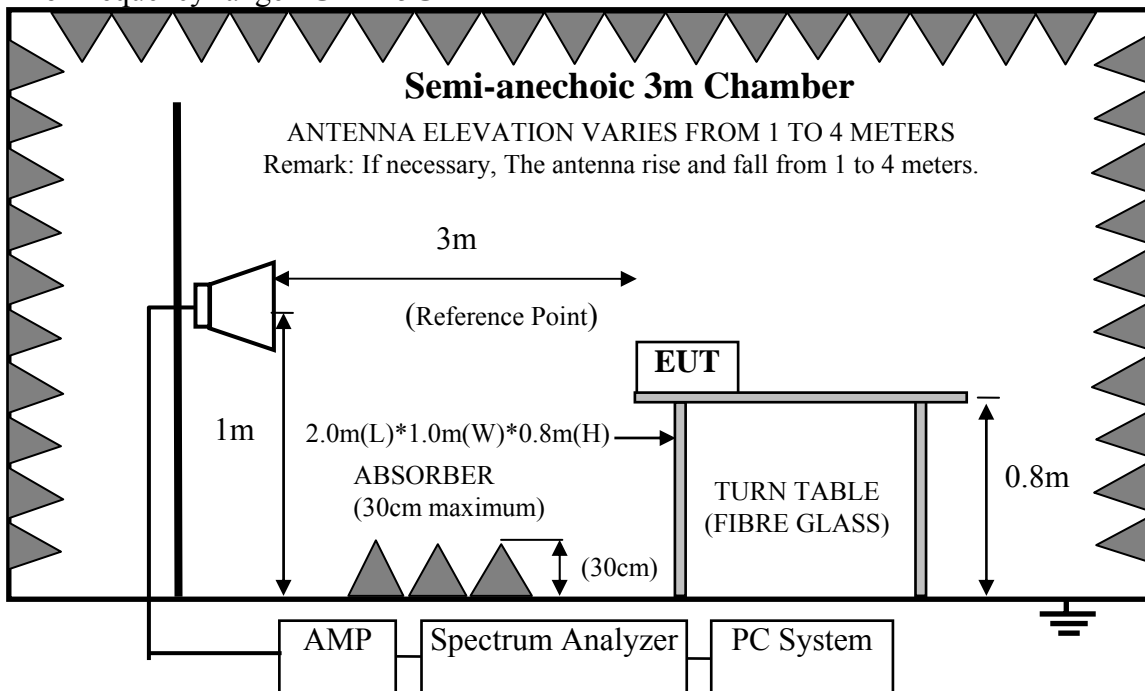 Semi-anechoic 3m Chamber
ANTENNA ELEVATION VARIES FROM 1 TO 4 METERS
Remark: If necessary, The antenna rise and fall from 1 to 4 meters.
3m
(Reference Point)
EUT
1m
2.0m(L)*1.0m(W)*0.8m(H)
ABSORBER
(30cm maximum)
TURN TABLE
(FIBRE GLASS)
0.8m
(30cm)
AMP
Spectrum Analyzer
PC System